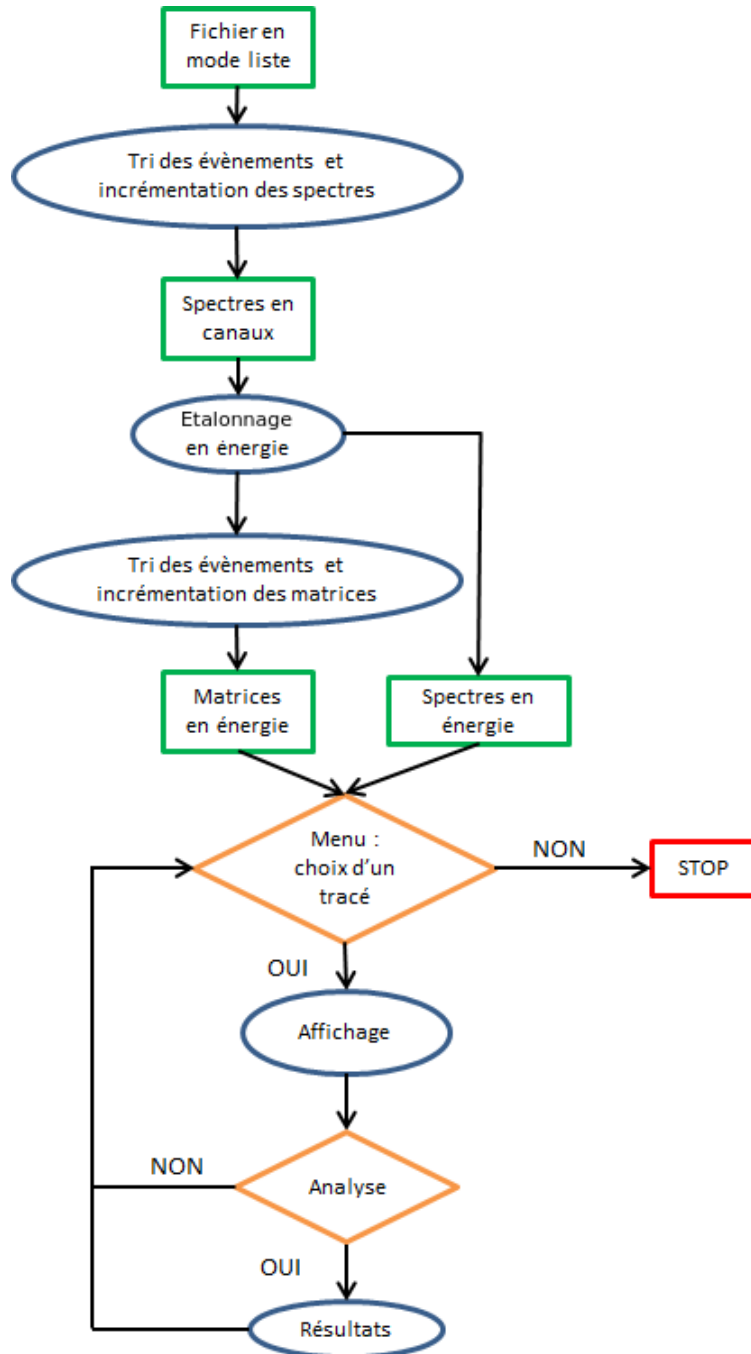 Fichier en
mode liste
Tri des évènements et
incrémentation des spectres
Spectres en
canaux
Etalonnage
en énergie
Tri des évènements et
incrémentation des matrices
Matrices
en énergie
Spectres en
énergie
Menu :
choix d'un
tracé
NON
STOP
OUI
Affichage
NON
Analyse
OUI
Résultats